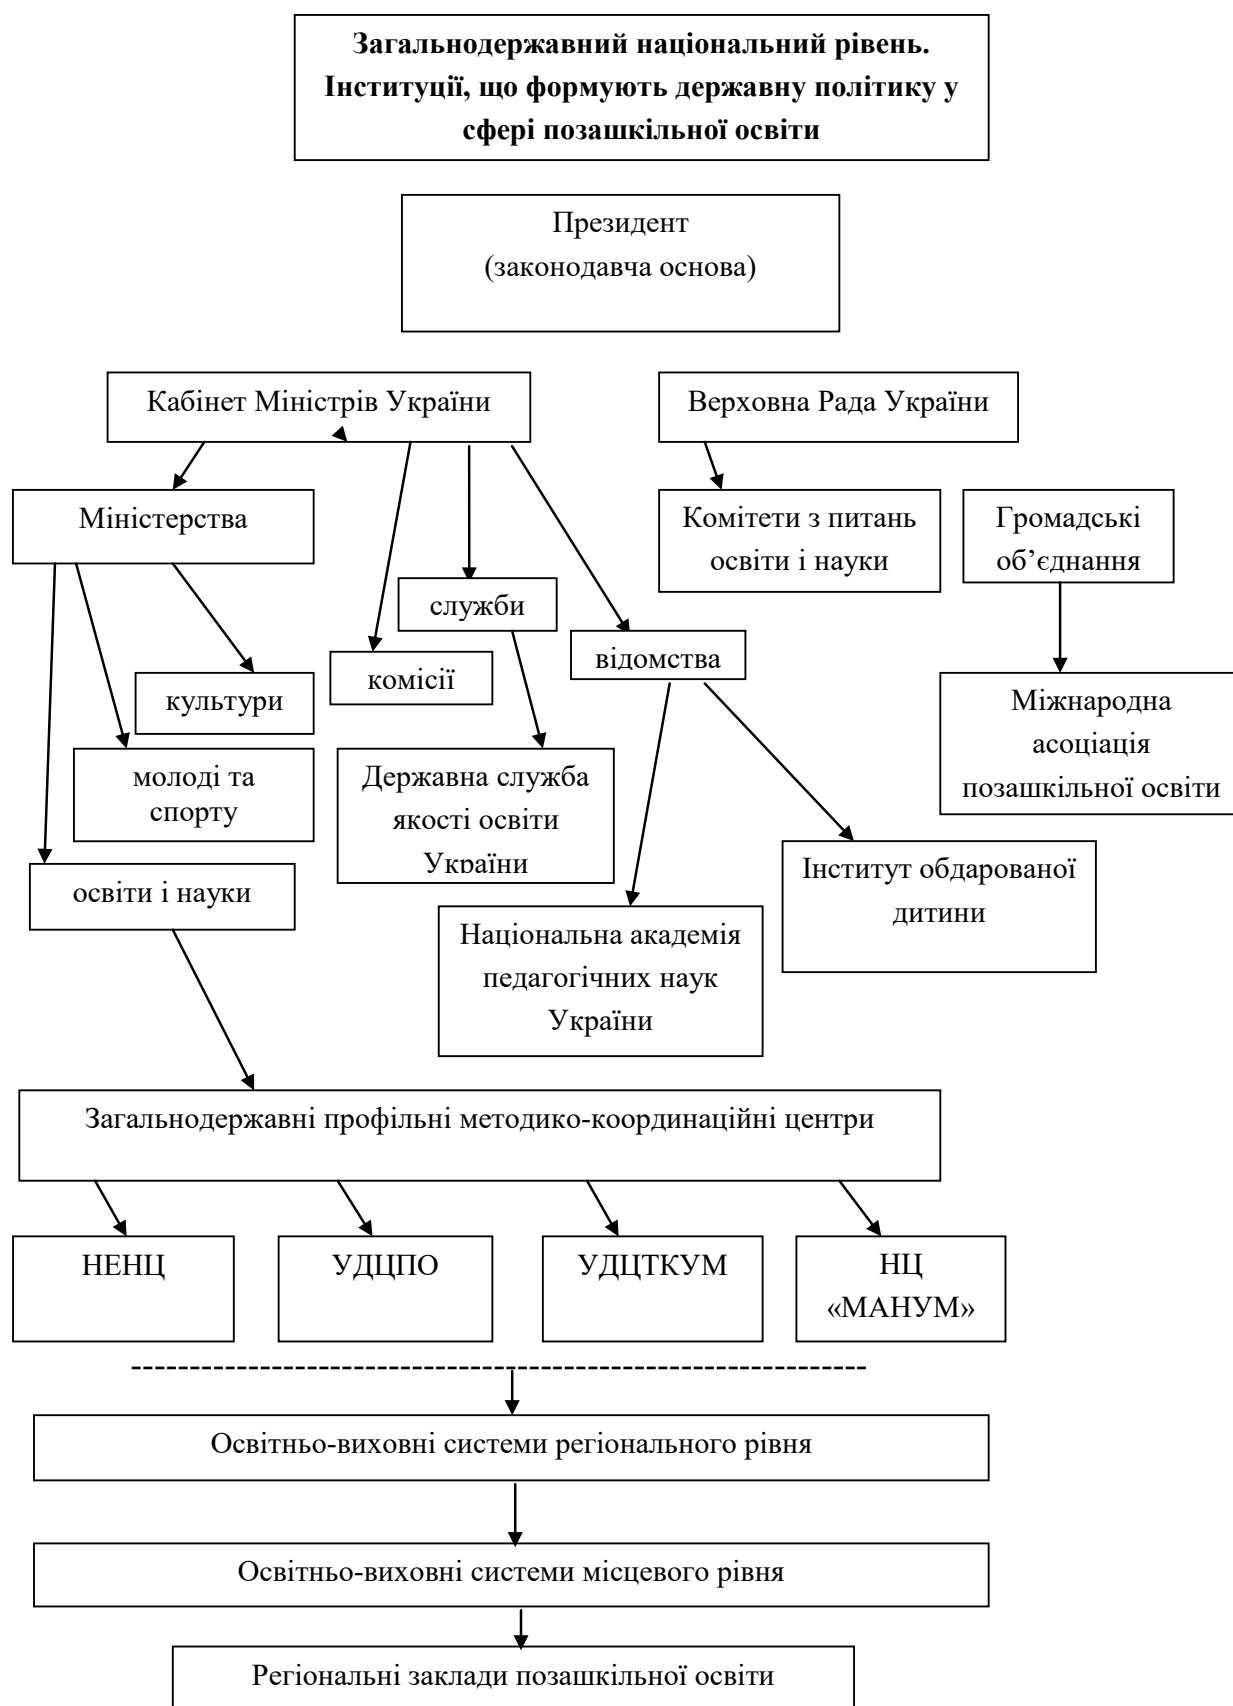 Загальнодержавний національний рівень.
Інституції, що формують державну політику у
сфері позашкільної освіти
Президент
(законодавча основа)
Кабінет Міністрів України
Верховна Рада України
Міністерства
Комітети з питань
освіти і науки
Громадські
об’єднання
служби
відомства
комісії
культури
Міжнародна
асоціація
позашкільної освіти
молоді та
спорту
Державна служба
якості освіти
України
освіти і науки
Інститут обдарованої
дитини
Національна академія
педагогічних наук
України
Загальнодержавні профільні методико-координаційні центри
НЕНЦ
УДЦПО
УДЦТКУМ
НЦ
«МАНУМ»
Освітньо-виховні системи регіонального рівня
Освітньо-виховні системи місцевого рівня
Регіональні заклади позашкільної освіти